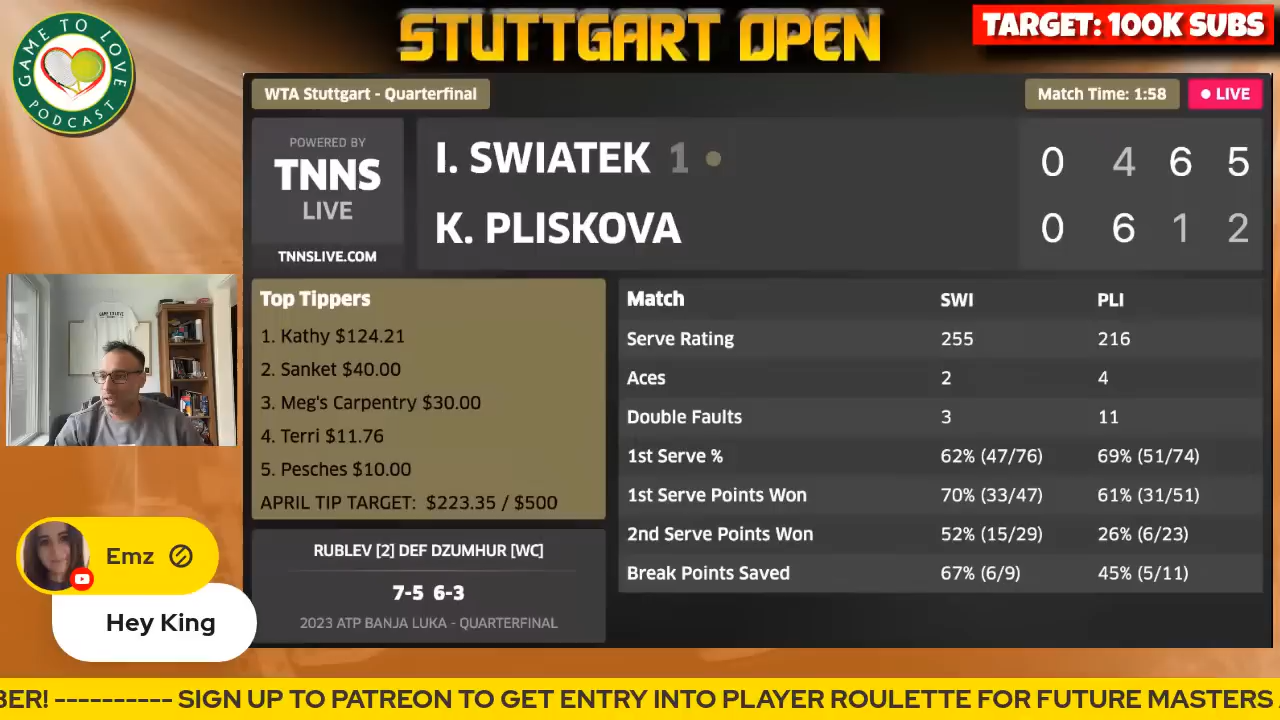 GAME TO LOVE
PODCAST
STUTTGART OPEN
TARGET: 100K SUBS
WTA Stuttgart - Quarterfinal
Match Time: 1:58
LIVE
POWERED BY
TNNS
LIVE
TNNSLIVE.COM
I. SWIATEK 1 0 4 6 5
K. PLISKOVA 0 6 1 2
Top Tippers
1. Kathy $124.21
2. Sanket $40.00
3. Meg's Carpentry $30.00
4. Terri $11.76
5. Pesches $10.00
APRIL TIP TARGET: $223.35 / $500
Match SWI PLI
Serve Rating 255 216
Aces 2 4
Double Faults 3 11
1st Serve % 62% (47/76) 69% (51/74)
1st Serve Points Won 70% (33/47) 61% (31/51)
2nd Serve Points Won 52% (15/29) 26% (6/23)
Break Points Saved 67% (6/9) 45% (5/11)
RUBLEV [2] DEF DZUMHUR [WC]
7-5 6-3
2023 ATP BANJA LUKA - QUARTERFINAL
Emz
Hey King
BER! ---------- SIGN UP TO PATREON TO GET ENTRY INTO PLAYER ROULETTE FOR FUTURE MASTERS